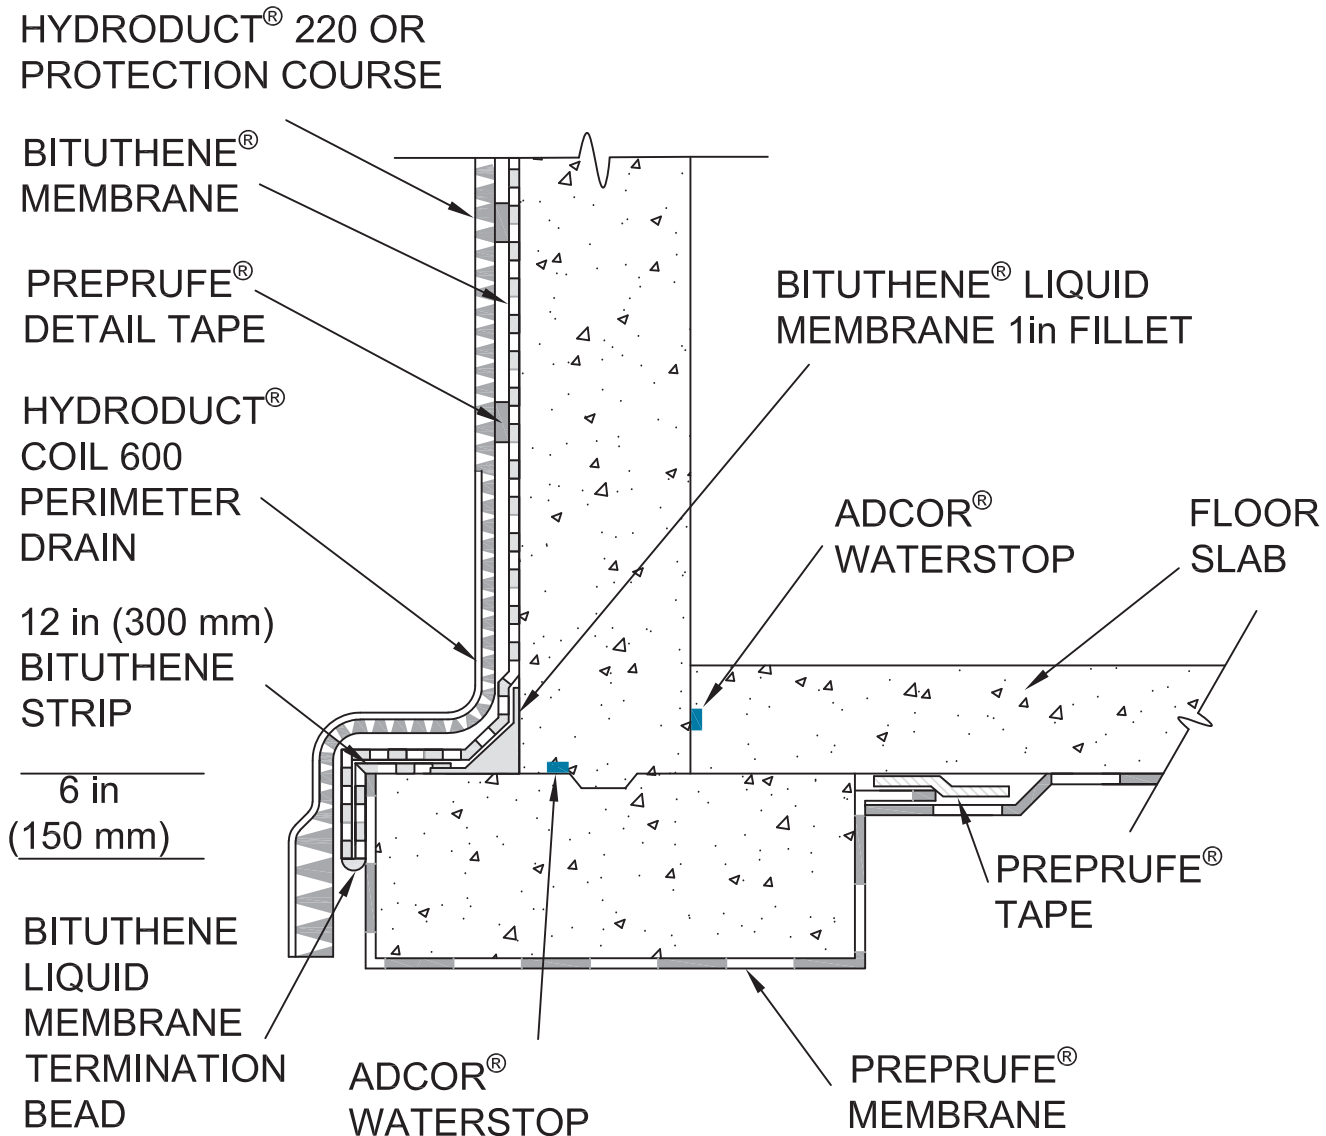 HYDRODUCT® 220 OR
PROTECTION COURSE
BITUTHENE®
MEMBRANE
PREPRUFE®
DETAIL TAPE
HYDRODUCT®
COIL 600
PERIMETER
DRAIN
12 in (300 mm)
BITUTHENE
STRIP
6 in
(150 mm)
BITUTHENE
LIQUID
MEMBRANE
TERMINATION
BEAD
ADCOR®
WATERSTOP
BITUTHENE® LIQUID
MEMBRANE 1in FILLET
ADCOR®
WATERSTOP
FLOOR
SLAB
PREPRUFE®
TAPE
PREPRUFE®
MEMBRANE